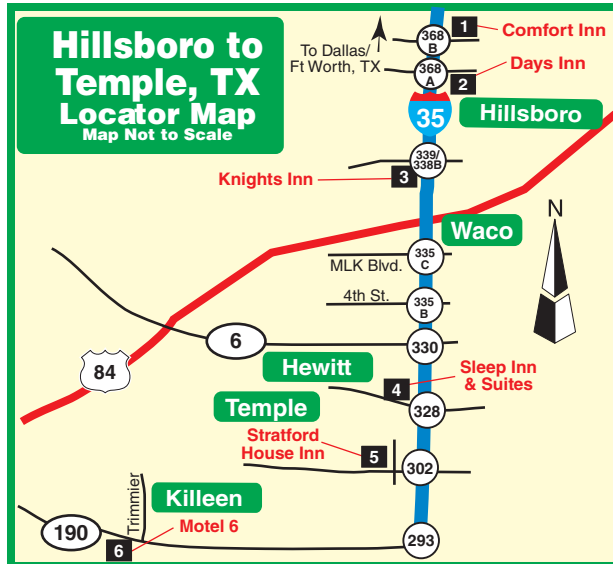 Hillsboro to
Temple, TX
Locator Map
Map Not to Scale
To Dallas/
Ft Worth, TX
368
B
1
Comfort Inn
368
A
2
Days Inn
35
Hillsboro
339/
338B
3
Knights Inn
N
Waco
335
C
MLK Blvd.
4th St.
335
B
6
330
84
Hewitt
Sleep Inn
& Suites
4
Temple
328
Stratford
House Inn
5
302
Trimmier
Killeen
190
6
Motel 6
293